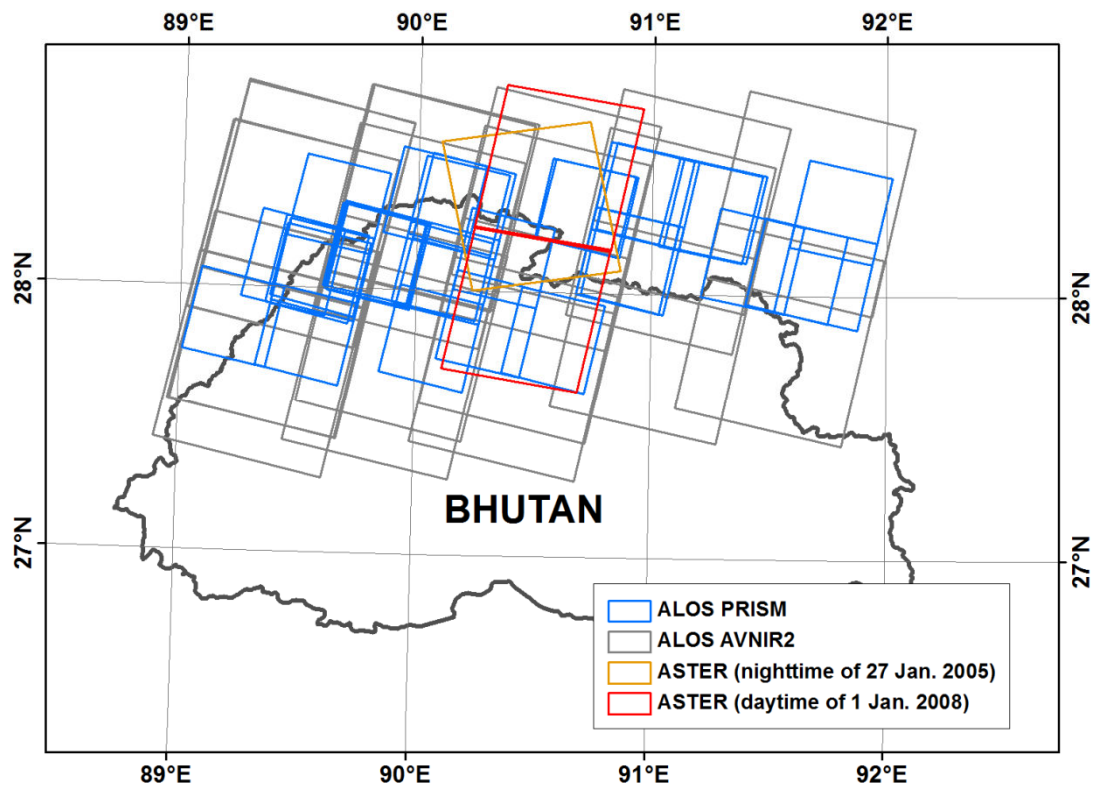 89°E 90°E 91°E 92°E
28°N 28°N
BHUTAN
27°N 27°N
ALOS PRISM
ALOS AVNIR2
ASTER (nighttime of 27 Jan. 2005)
ASTER (daytime of 1 Jan. 2008)
89°E 90°E 91°E 92°E